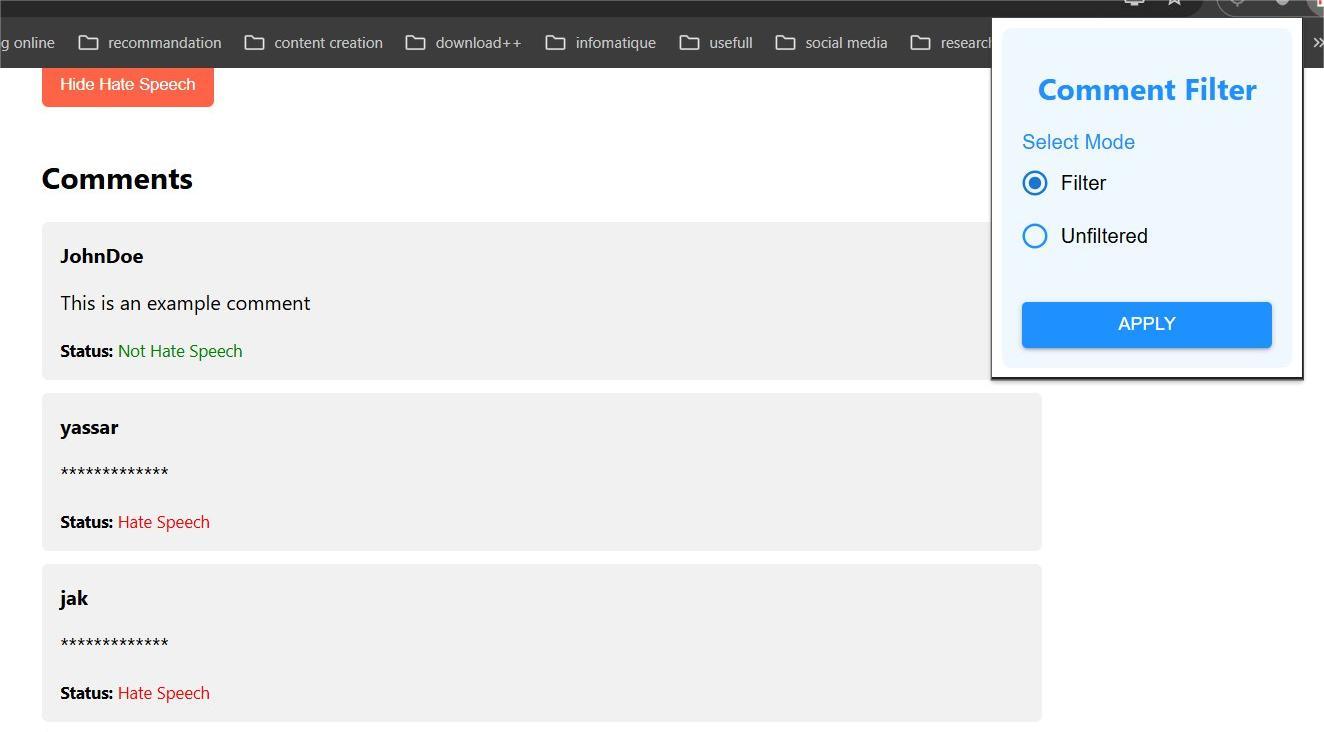 g online recommandation content creation download++ infomatique usefull social media research
Hide Hate Speech
Comments
JohnDoe
This is an example comment
Status: Not Hate Speech
yassar
*************
Status: Hate Speech
jak
*************
Status: Hate Speech
Comment Filter
Select Mode
Filter
Unfiltered
APPLY